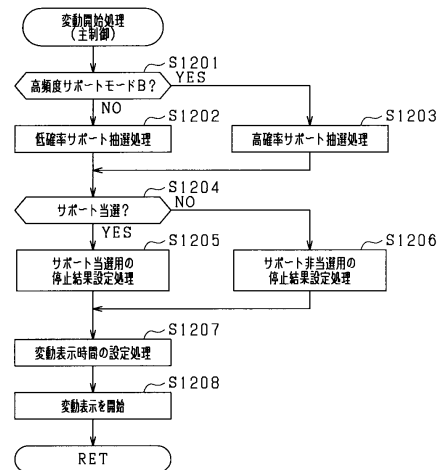 変動開始処理
(主制御)
S1201
高頻度サポートモードB?
YES
NO
S1202
低確率サポート抽選処理
S1203
高確率サポート抽選処理
S1204
サポート当選?
NO
YES
S1205
サポート当選用の
停止結果設定処理
S1206
サポート非当選用の
停止結果設定処理
S1207
変動表示時間の設定処理
S1208
変動表示を開始
RET